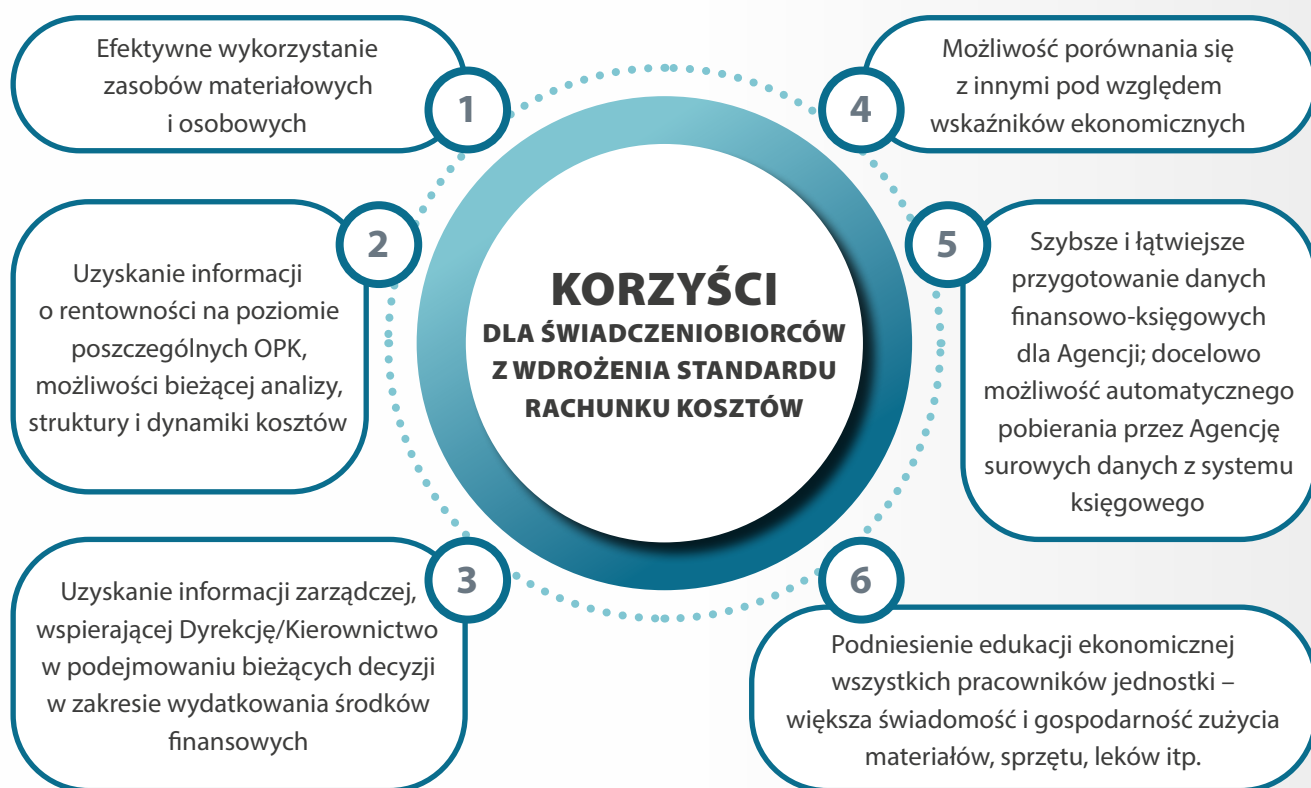 KORZYŚCI
DLA ŚWIADCZENIOBIORCÓW
Z WDROŻENIA STANDARDU
RACHUNKU KOSZTÓW
1
Efektywne wykorzystanie
zasobów materiałowych
i osobowych
2
Uzyskanie informacji
o rentowności na poziomie
poszczególnych OPK,
możliwości bieżącej analizy,
struktury i dynamiki kosztów
3
Uzyskanie informacji zarządczej,
wspierającej Dyrekcję/Kierownictwo
w podejmowaniu bieżących decyzji
w zakresie wydatkowania środków
finansowych
4
Możliwość porównania się
z innymi pod względem
wskaźników ekonomicznych
5
Szybsze i łątwiejsze
przygotowanie danych
finansowo-księgowych
dla Agencji; docelowo
możliwość automatycznego
pobierania przez Agencję
surowych danych z systemu
księgowego
6
Podniesienie edukacji ekonomicznej
wszystkich pracowników jednostki –
większa świadomość i gospodarność zużycia
materiałów, sprzętu, leków itp.